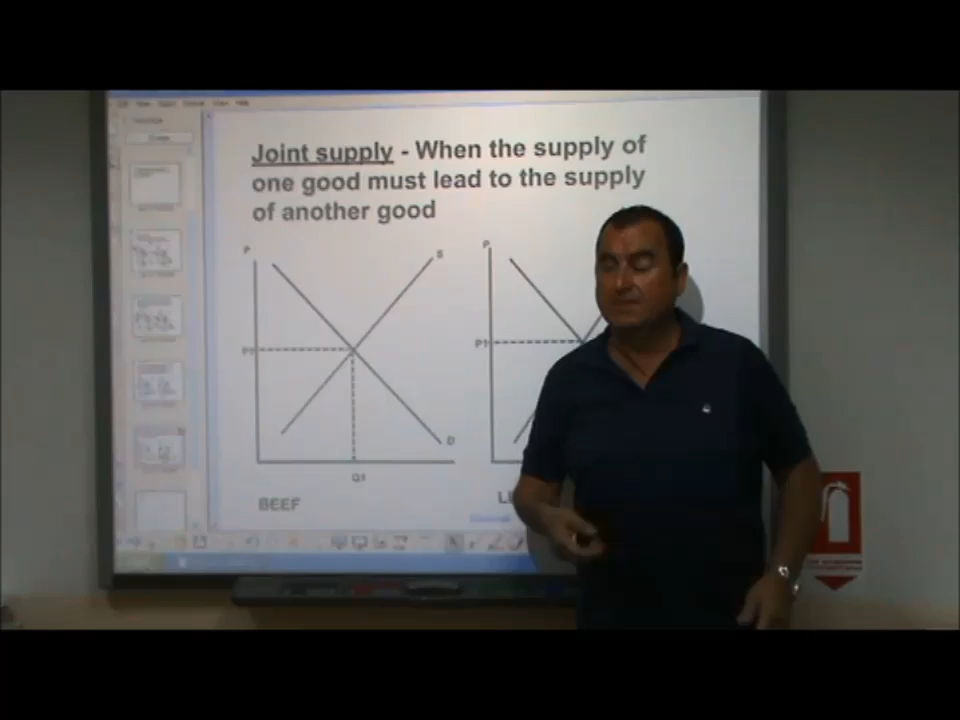 Joint supply - When the supply of
one good must lead to the supply
of another good
P
S
P1
D
Q1
BEEF
P
P1